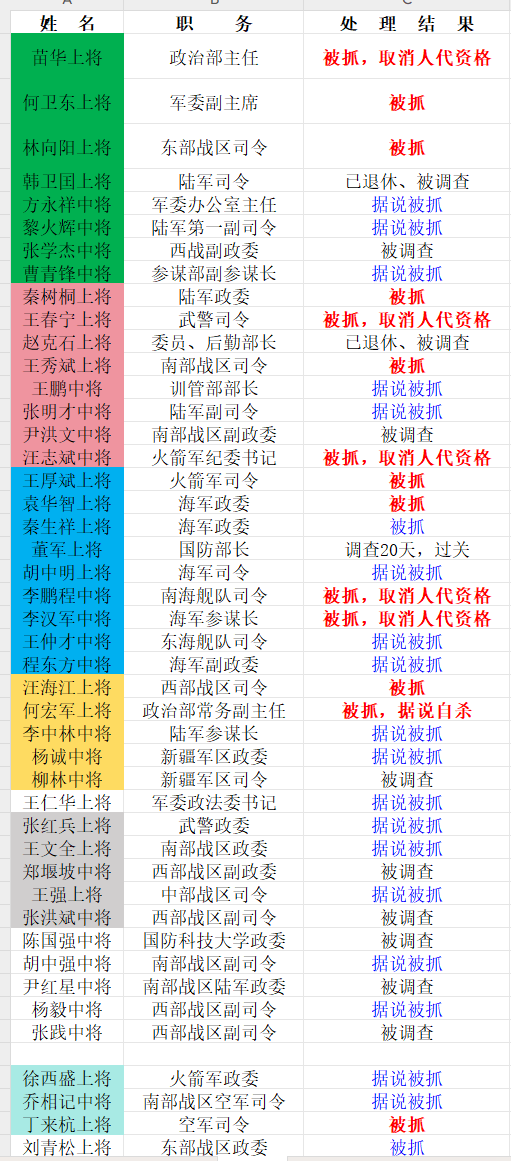 姓 名 职 务 处 理 结 果
苗华上将 政治部主任 被抓，取消人代资格
何卫东上将 军委副主席 被抓
林向阳上将 东部战区司令 被抓
韩卫国上将 陆军司令 已退休、被调查
方永祥中将 军委办公室主任 据说被抓
黎火辉中将 陆军第一副司令 据说被抓
张学杰中将 西战副政委 被调查
曹青锋中将 参谋部副参谋长 据说被抓
秦树桐上将 陆军政委 被抓
王春宁上将 武警司令 被抓，取消人代资格
赵克石上将 委员、后勤部长 已退休、被调查
王秀斌上将 南部战区司令 被抓
王鹏中将 训管部部长 据说被抓
张明才中将 陆军副司令 据说被抓
尹洪文中将 南部战区副政委 被调查
汪志斌中将 火箭军纪委书记 被抓，取消人代资格
王厚斌上将 火箭军司令 被抓
袁华智上将 海军政委 被抓
秦生祥上将 海军政委 被抓
董军上将 国防部长 调查20天，过关
胡中明上将 海军司令 据说被抓
李鹏程中将 南海舰队司令 被抓，取消人代资格
李汉军中将 海军参谋长 被抓，取消人代资格
王仲才中将 东海舰队司令 据说被抓
程东方中将 海军副政委 据说被抓
汪海江上将 西部战区司令 被抓
何宏军上将 政治部常务副主任 被抓，据说自杀
李中林中将 陆军参谋长 据说被抓
杨诚中将 新疆军区政委 据说被抓
柳林中将 新疆军区司令 被调查
王仁华上将 军委政法委书记 据说被抓
张红兵上将 武警政委 据说被抓
王文全上将 南部战区政委 据说被抓
郑堰坡中将 西部战区副政委 被调查
王强上将 中部战区司令 据说被抓
张洪斌中将 西部战区副司令 被调查
陈国强中将 国防科技大学政委 被调查
胡中强中将 南部战区副司令 据说被抓
尹红星中将 南部战区陆军政委 被调查
杨毅中将 西部战区副司令 据说被抓
张践中将 西部战区副司令 被调查
徐西盛上将 火箭军政委 据说被抓
乔相记中将 南部战区空军司令 据说被抓
丁来杭上将 空军司令 被抓
刘青松上将 东部战区政委 被抓